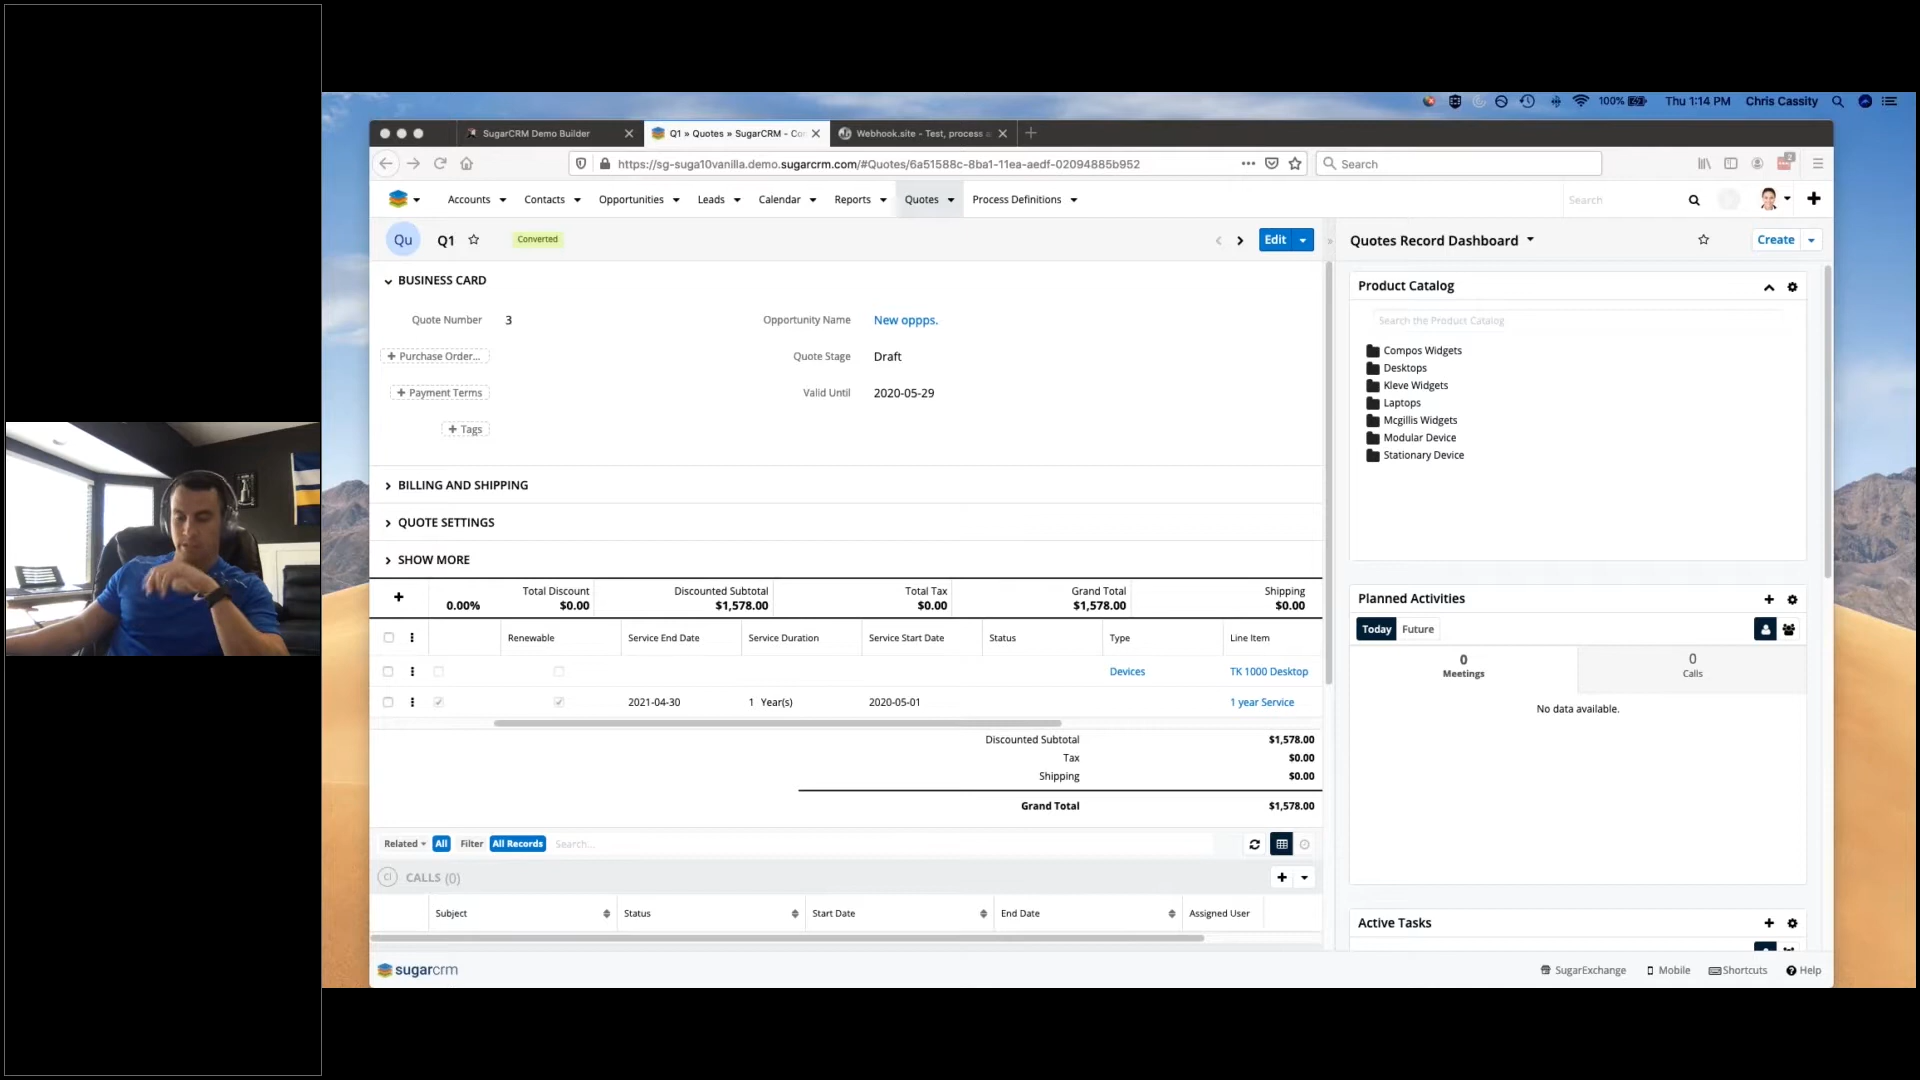 100% Thu 1:14 PM Chris Cassity
SugarCRM Demo Builder
Q1 » Quotes » SugarCRM - Co
Webhook.site - Test, process
https://sg-suga10vanilla.demo.sugarcrm.com/#Quotes/6a51588c-8ba1-11ea-aedf-02094885b952
Search
Accounts Contacts Opportunities Leads Calendar Reports Quotes Process Definitions
Search
Qu Q1 Converted
Edit
Quotes Record Dashboard
Create
BUSINESS CARD
Quote Number 3
Opportunity Name New oppps.
Purchase Order...
Quote Stage Draft
Payment Terms
Valid Until 2020-05-29
Tags
BILLING AND SHIPPING
QUOTE SETTINGS
SHOW MORE
Total Discount Discounted Subtotal Total Tax Grand Total Shipping
0.00% $0.00 $1,578.00 $0.00 $1,578.00 $0.00
Renewable Service End Date Service Duration Service Start Date Status Type Line Item
Devices TK 1000 Desktop
2021-04-30 1 Year(s) 2020-05-01 1 year Service
Discounted Subtotal $1,578.00
Tax $0.00
Shipping $0.00
Grand Total $1,578.00
Related All Filter All Records Search...
Cl CALLS (0)
Subject Status Start Date End Date Assigned User
Product Catalog
Search the Product Catalog
Compos Widgets
Desktops
Kleve Widgets
Laptops
Mcgillis Widgets
Modular Device
Stationary Device
Planned Activities
Today Future
0 0
Meetings Calls
No data available.
Active Tasks
sugarcrm
SugarExchange Mobile Shortcuts Help